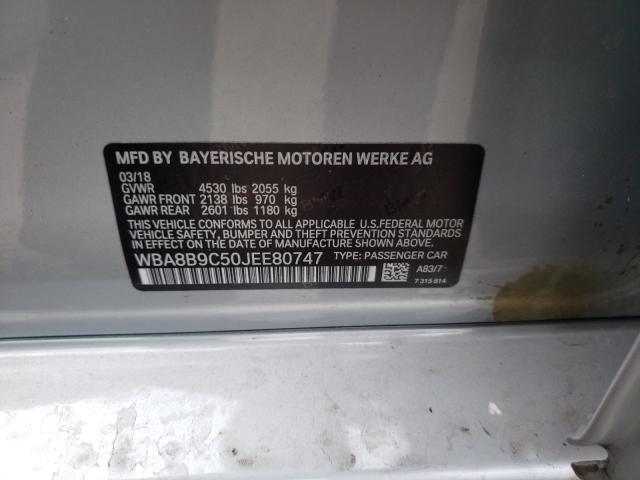 MFD BY BAYERISCHE MOTOREN WERKE AG
03/18
GVWR 4530 lbs 2055 kg
GAWR FRONT 2138 lbs 970 kg
GAWR REAR 2601 lbs 1180 kg
THIS VEHICLE CONFORMS TO ALL APPLICABLE U.S.FEDERAL MOTOR
VEHICLE SAFETY, BUMPER AND THEFT PREVENTION STANDARDS
IN EFFECT ON THE DATE OF MANUFACTURE SHOWN ABOVE.
WBA8B9C50JEE80747 TYPE: PASSENGER CAR
A83/7
7 315 814